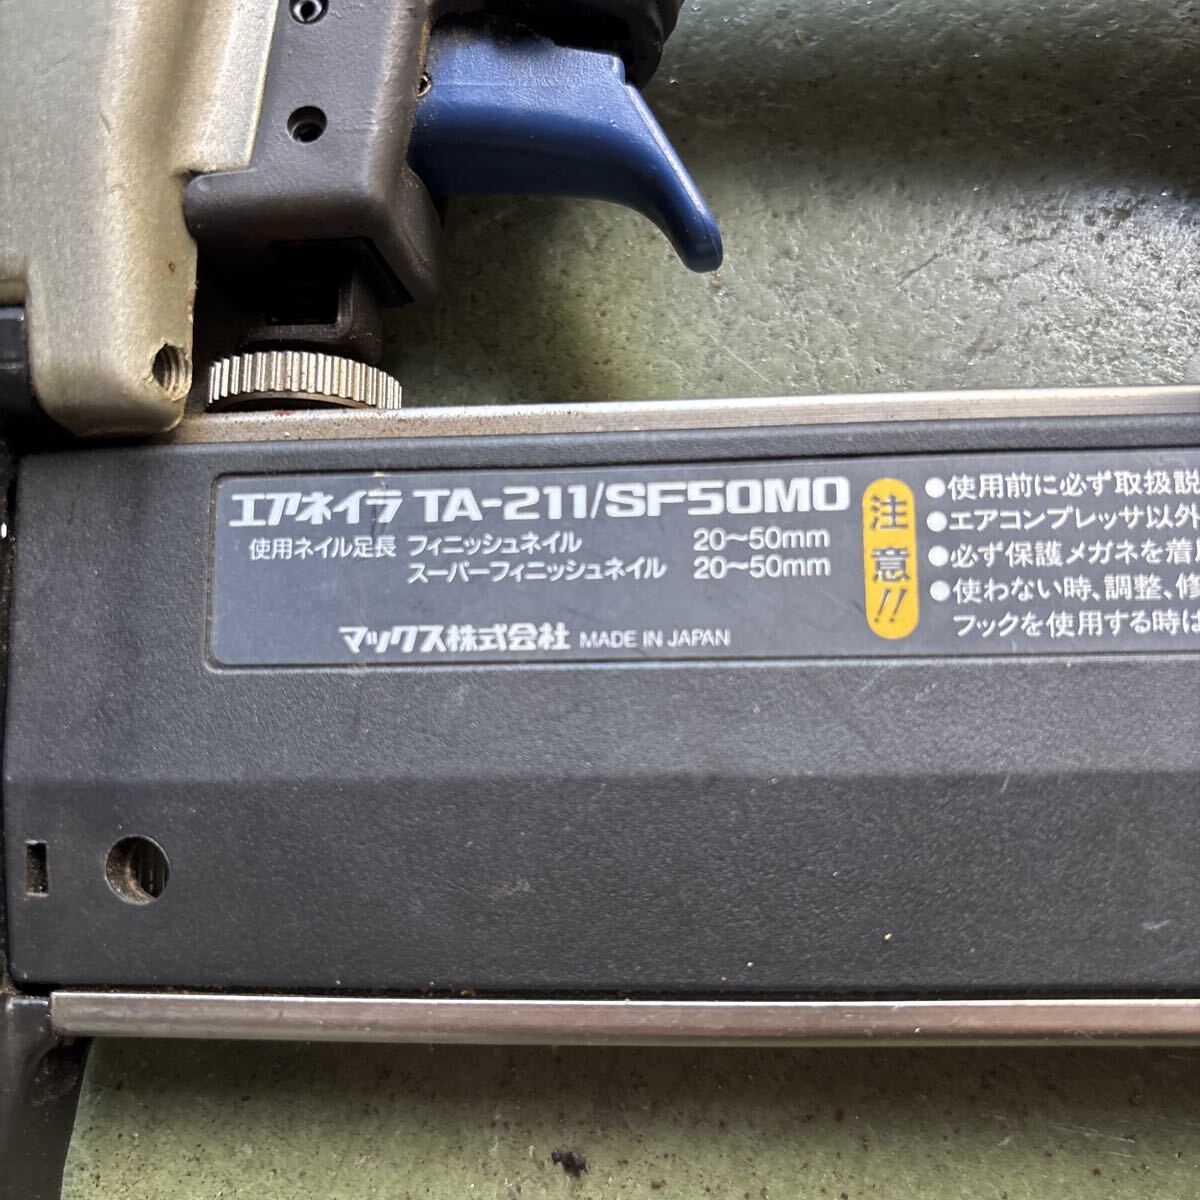 エアネイラ TA-211/SF50M0
使用ネイル足長 フィニッシュネイル 20〜50mm
スーパーフィニッシュネイル 20〜50mm
マックス株式会社 MADE IN JAPAN
注意!!
●使用前に必ず取扱説
●エアコンプレッサ以外
●必ず保護メガネを着
●使わない時、調整、修
フックを使用する時は